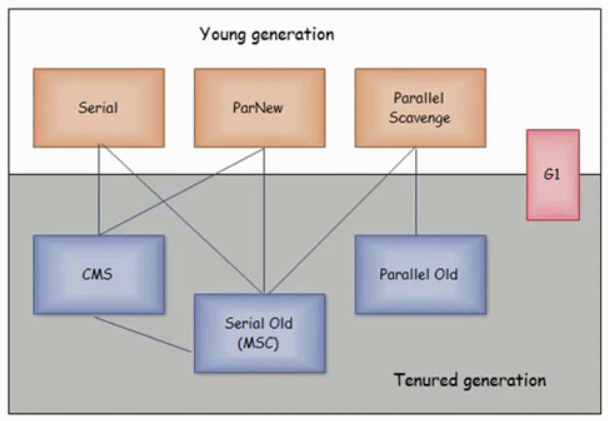 Young generation
Serial
ParNew
Parallel
Scavenge
G1
CMS
Parallel Old
Serial Old
(MSC)
Tenured generation